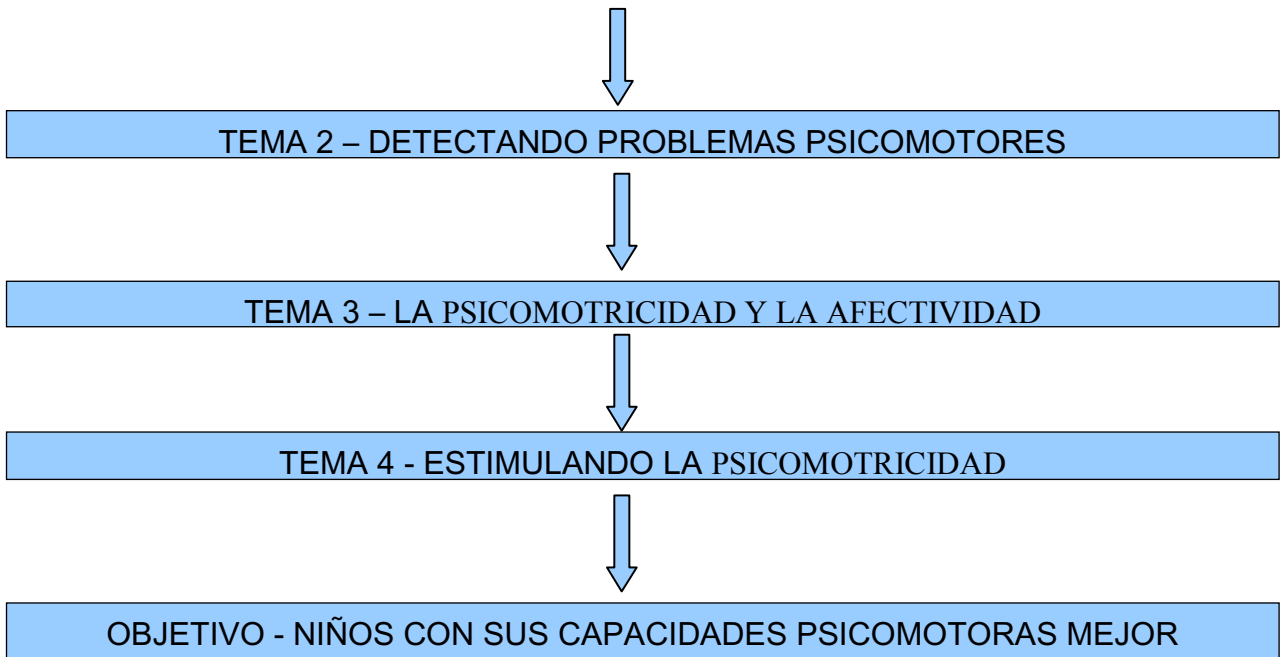 TEMA 2 – DETECTANDO PROBLEMAS PSICOMOTORES
TEMA 3 – LA PSICOMOTRICIDAD Y LA AFECTIVIDAD
TEMA 4 - ESTIMULANDO LA PSICOMOTRICIDAD
OBJETIVO - NIÑOS CON SUS CAPACIDADES PSICOMOTORAS MEJOR